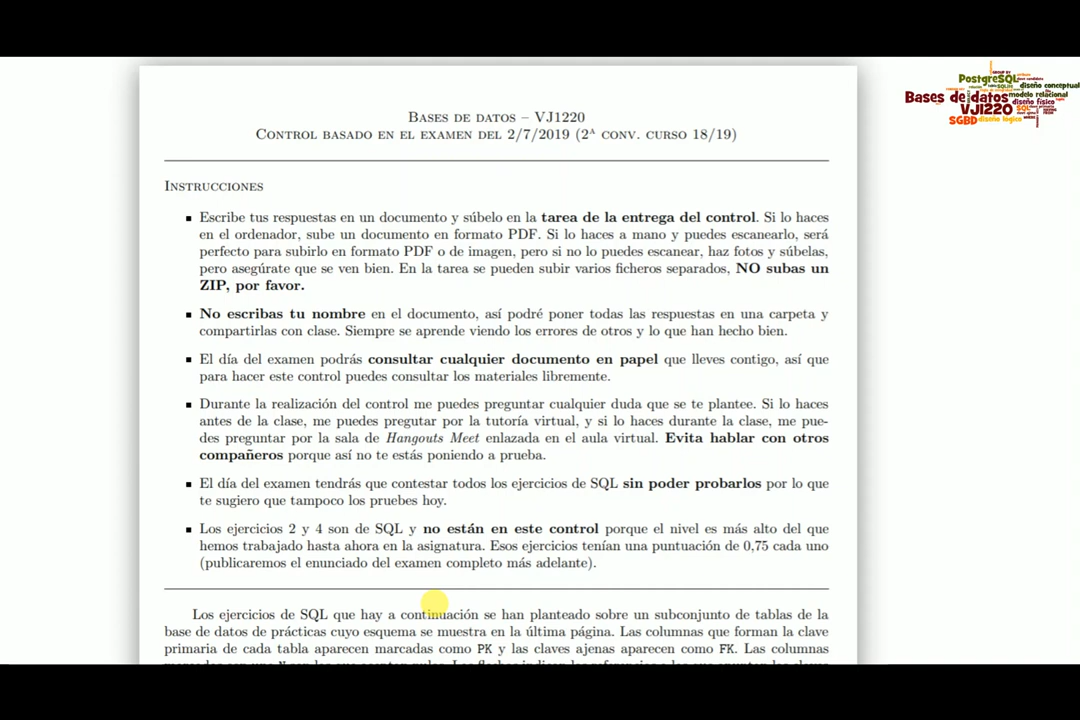 Bases de datos – VJ1220
Control basado en el examen del 2/7/2019 (2ª conv. curso 18/19)
Instrucciones
▪ Escribe tus respuestas en un documento y súbelo en la tarea de la entrega del control. Si lo haces
en el ordenador, sube un documento en formato PDF. Si lo haces a mano y puedes escanearlo, será
perfecto para subirlo en formato PDF o de imagen, pero si no lo puedes escanear, haz fotos y súbelas,
pero asegúrate que se ven bien. En la tarea se pueden subir varios ficheros separados, NO subas un
ZIP, por favor.
▪ No escribas tu nombre en el documento, así podré poner todas las respuestas en una carpeta y
compartirlas con clase. Siempre se aprende viendo los errores de otros y lo que han hecho bien.
▪ El día del examen podrás consultar cualquier documento en papel que lleves contigo, así que
para hacer este control puedes consultar los materiales libremente.
▪ Durante la realización del control me puedes preguntar cualquier duda que se te plantee. Si lo haces
antes de la clase, me puedes pregutar por la tutoría virtual, y si lo haces durante la clase, me pue-
des preguntar por la sala de Hangouts Meet enlazada en el aula virtual. Evita hablar con otros
compañeros porque así no te estás poniendo a prueba.
▪ El día del examen tendrás que contestar todos los ejercicios de SQL sin poder probarlos por lo que
te sugiero que tampoco los pruebes hoy.
▪ Los ejercicios 2 y 4 son de SQL y no están en este control porque el nivel es más alto del que
hemos trabajado hasta ahora en la asignatura. Esos ejercicios tenían una puntuación de 0,75 cada uno
(publicaremos el enunciado del examen completo más adelante).
Los ejercicios de SQL que hay a continuación se han planteado sobre un subconjunto de tablas de la
base de datos de prácticas cuyo esquema se muestra en la última página. Las columnas que forman la clave
primaria de cada tabla aparecen marcadas como PK y las claves ajenas aparecen como FK. Las columnas
PostgreSQL
diseño conceptual
Bases de datos
modelo relacional
VJ1220
diseño físico
SGBD
diseño lógico